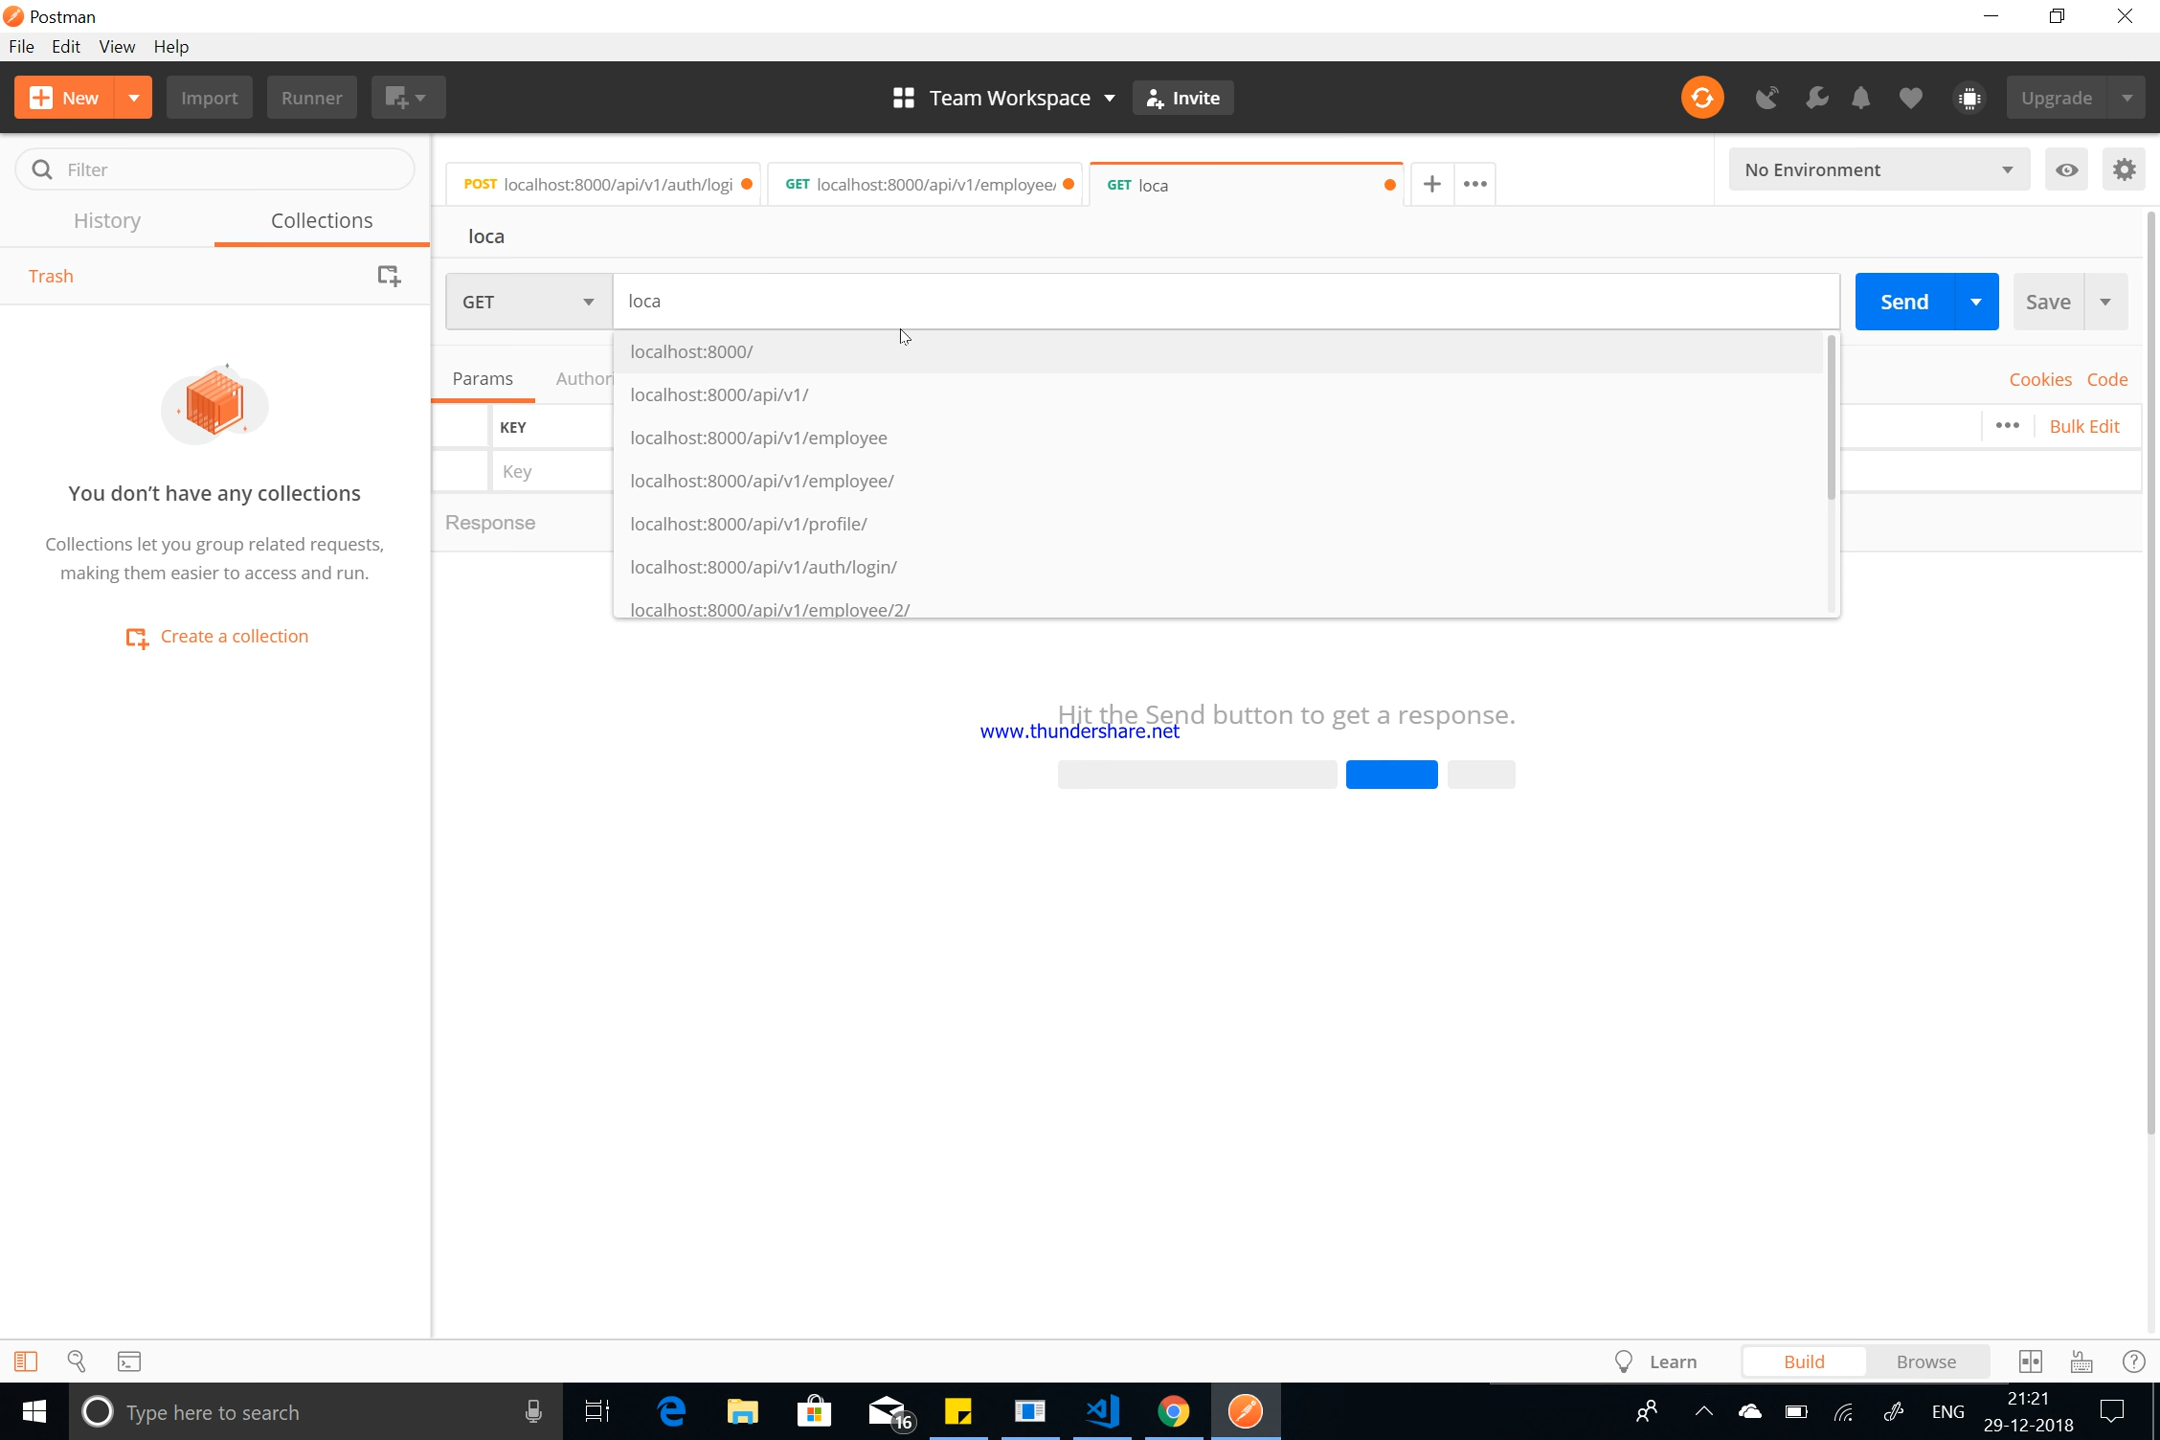 Postman
File Edit View Help
New Import Runner Team Workspace Invite Upgrade
Filter
History Collections
Trash
You don't have any collections
Collections let you group related requests,
making them easier to access and run.
Create a collection
POST localhost:8000/api/v1/auth/logi GET localhost:8000/api/v1/employee/ GET loca
No Environment
loca
GET loca Send Save
localhost:8000/
localhost:8000/api/v1/
localhost:8000/api/v1/employee
localhost:8000/api/v1/employee/
localhost:8000/api/v1/profile/
localhost:8000/api/v1/auth/login/
localhost:8000/api/v1/employee/2/
Params Author Cookies Code
KEY Bulk Edit
Key
Response
Hit the Send button to get a response.
www.thundershare.net
Learn Build Browse
Type here to search 16 ENG 21:21
29-12-2018